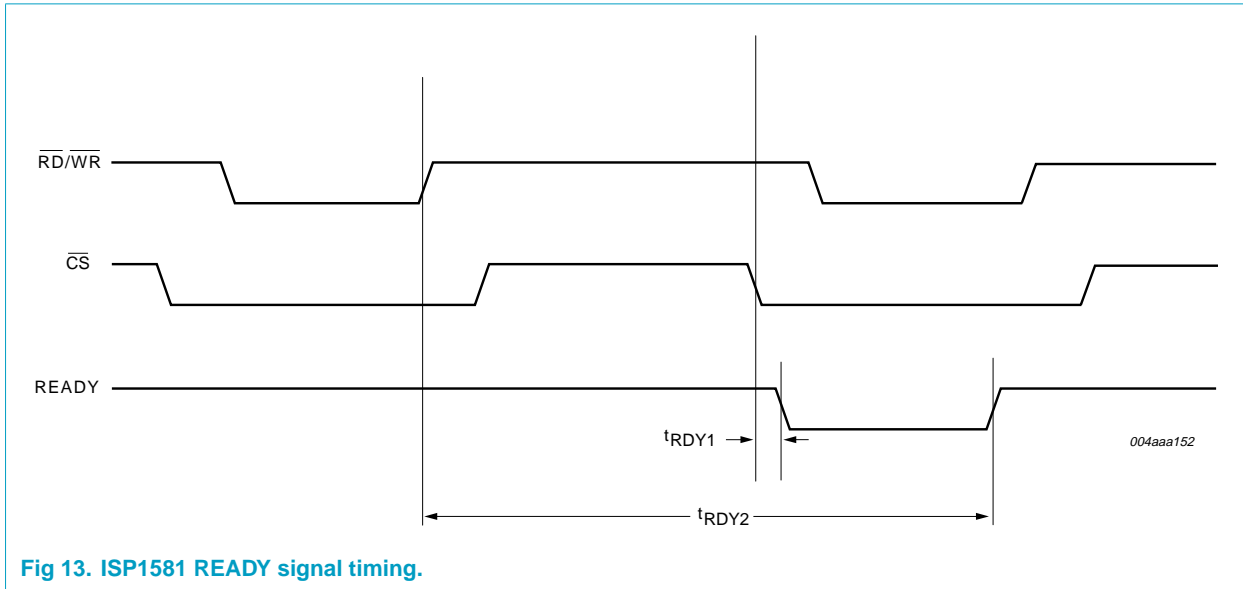 RD/WR
CS
READY
tRDY1
004aaa152
tRDY2
Fig 13. ISP1581 READY signal timing.